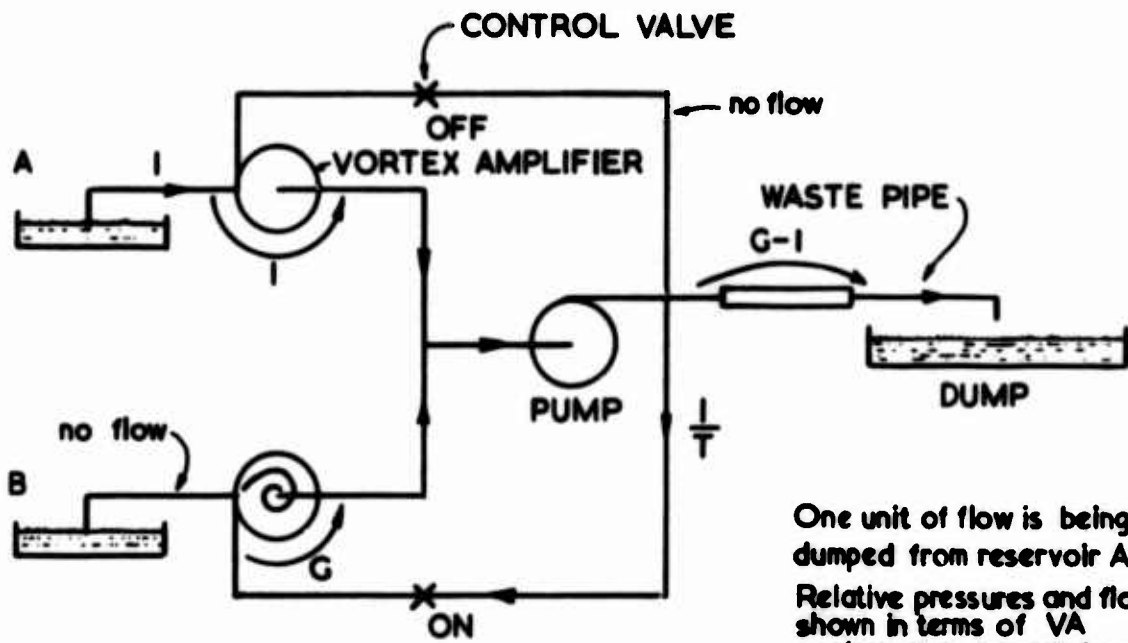 CONTROL VALVE
no flow
OFF
A
I
VORTEX AMPLIFIER
WASTE PIPE
G-I
I
PUMP
DUMP
I/T
no flow
B
G
ON
One unit of flow is being
dumped from reservoir A
Relative pressures and
shown in terms of VA